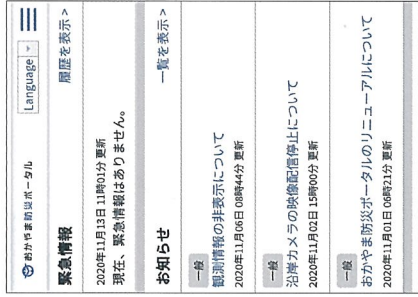 おかやま防災ポータル
Language
緊急情報
履歴を表示 >
2020年11月13日 11時01分 更新
現在、緊急情報はありません。
お知らせ
一覧を表示 >
一般
観測情報の非表示について
2020年11月06日 08時44分 更新
一般
沿岸カメラの映像配信停止について
2020年11月02日 15時00分 更新
一般
おかやま防災ポータルのリニューアルについて
2020年11月01日 06時21分 更新